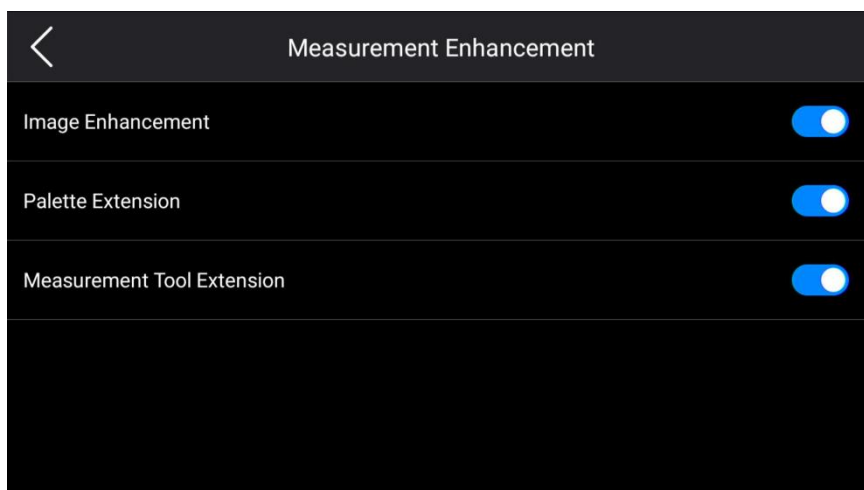 Measurement Enhancement
Image Enhancement
Palette Extension
Measurement Tool Extension